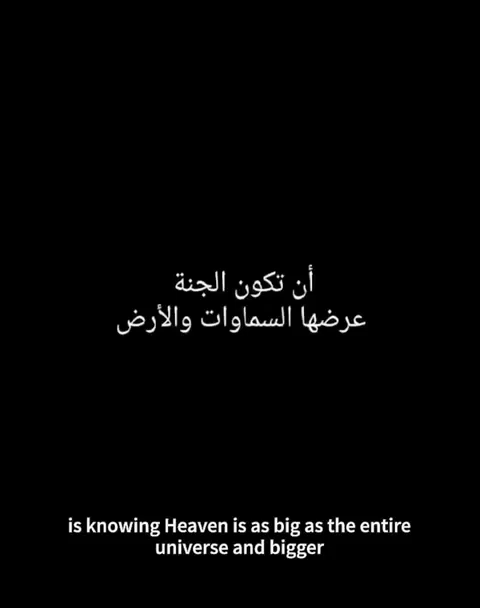 أن تكون الجنة
عرضها السماوات والأرض
is knowing Heaven is as big as the entire
universe and bigger